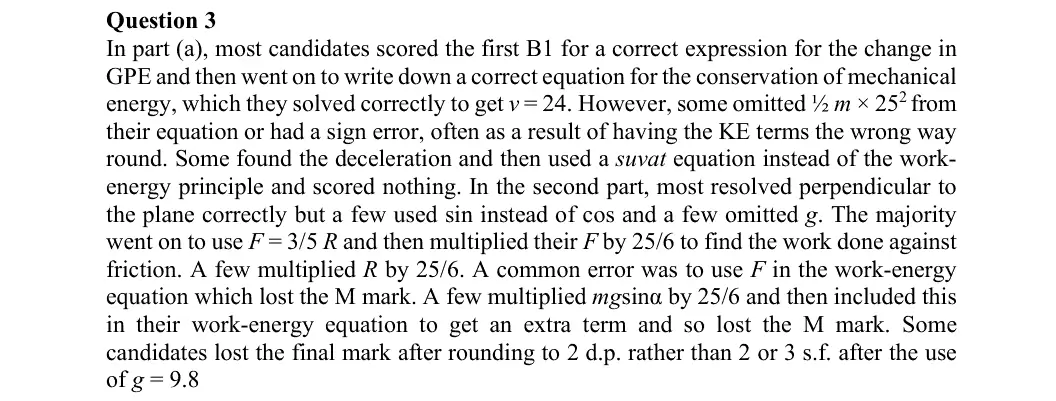 Question 3
In part (a), most candidates scored the first B1 for a correct expression for the change in
GPE and then went on to write down a correct equation for the conservation of mechanical
energy, which they solved correctly to get v = 24. However, some omitted ½ m × 25² from
their equation or had a sign error, often as a result of having the KE terms the wrong way
round. Some found the deceleration and then used a suvat equation instead of the work-
energy principle and scored nothing. In the second part, most resolved perpendicular to
the plane correctly but a few used sin instead of cos and a few omitted g. The majority
went on to use F = 3/5 R and then multiplied their F by 25/6 to find the work done against
friction. A few multiplied R by 25/6. A common error was to use F in the work-energy
equation which lost the M mark. A few multiplied mgsinα by 25/6 and then included this
in their work-energy equation to get an extra term and so lost the M mark. Some
candidates lost the final mark after rounding to 2 d.p. rather than 2 or 3 s.f. after the use
of g = 9.8